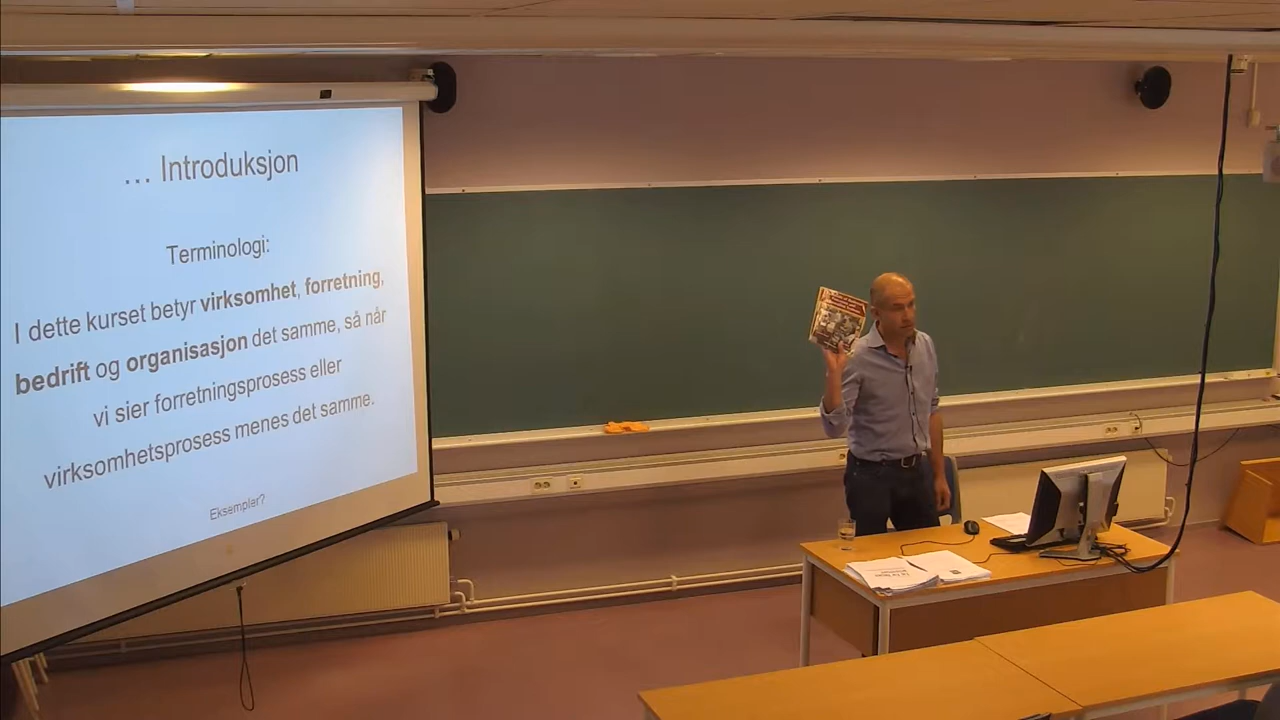 ... Introduksjon
Terminologi:
I dette kurset betyr virksomhet, forretning,
bedrift og organisasjon det samme, så når
vi sier forretningsprosess eller
virksomhetsprosess menes det samme.
Eksempler?